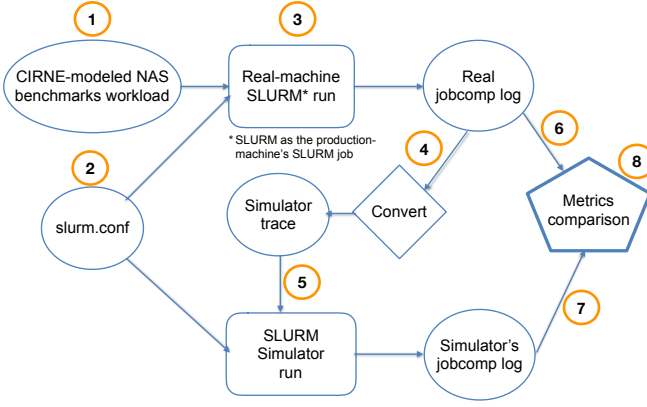 1
3
CIRNE-modeled NAS
benchmarks workload
Real-machine
SLURM* run
Real
jobcomp log
* SLURM as the production-
machine's SLURM job
2
4
6
8
slurm.conf
Simulator
trace
Convert
Metrics
comparison
5
7
SLURM
Simulator
run
Simulator's
jobcomp log